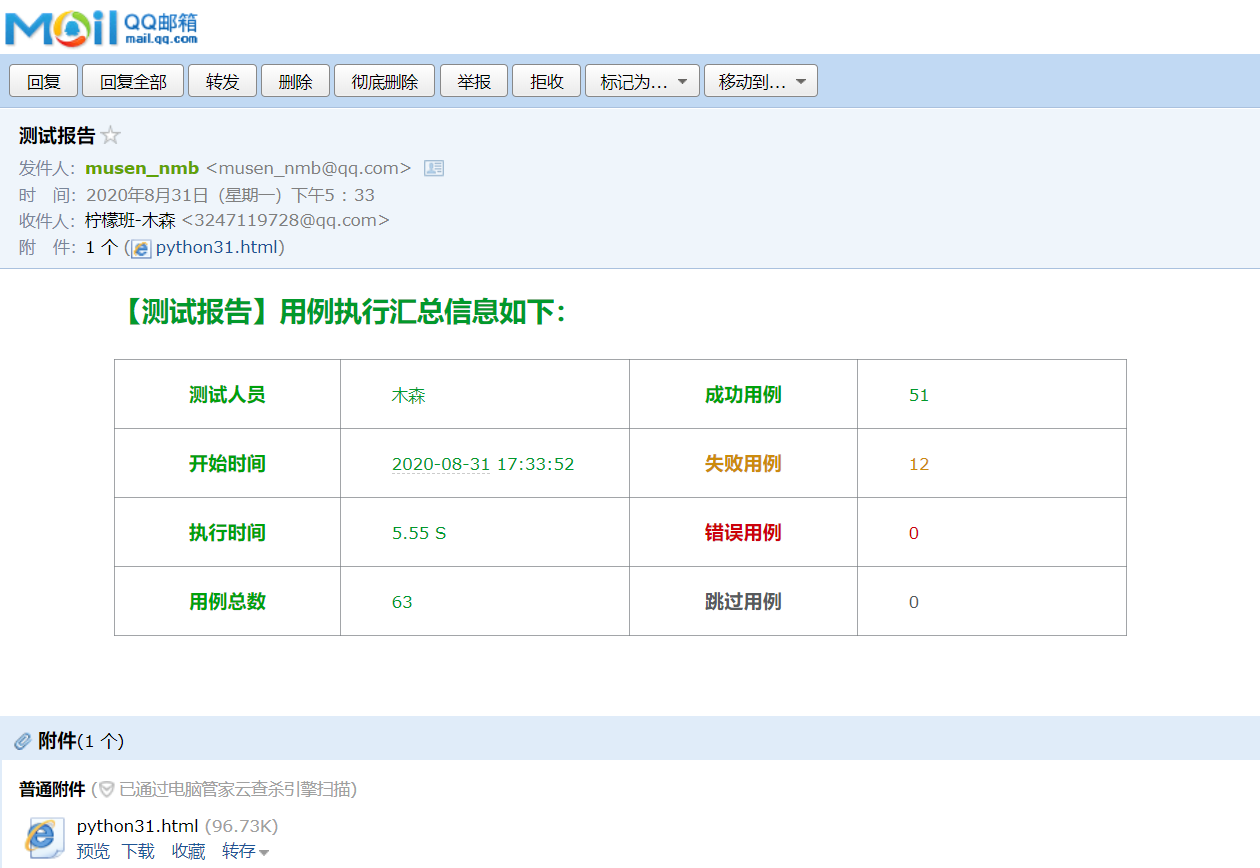 Mail QQ邮箱
mail.qq.com
回复 回复全部 转发 删除 彻底删除 举报 拒收 标记为... 移动到...
测试报告
发件人: musen_nmb <musen_nmb@qq.com>
时 间: 2020年8月31日 (星期一) 下午5 : 33
收件人: 柠檬班-木森 <3247119728@qq.com>
附 件: 1 个 (python31.html)
【测试报告】用例执行汇总信息如下:
测试人员 木森 成功用例 51
开始时间 2020-08-31 17:33:52 失败用例 12
执行时间 5.55 S 错误用例 0
用例总数 63 跳过用例 0
附件(1 个)
普通附件 (已通过电脑管家云查杀引擎扫描)
python31.html (96.73K)
预览 下载 收藏 转存